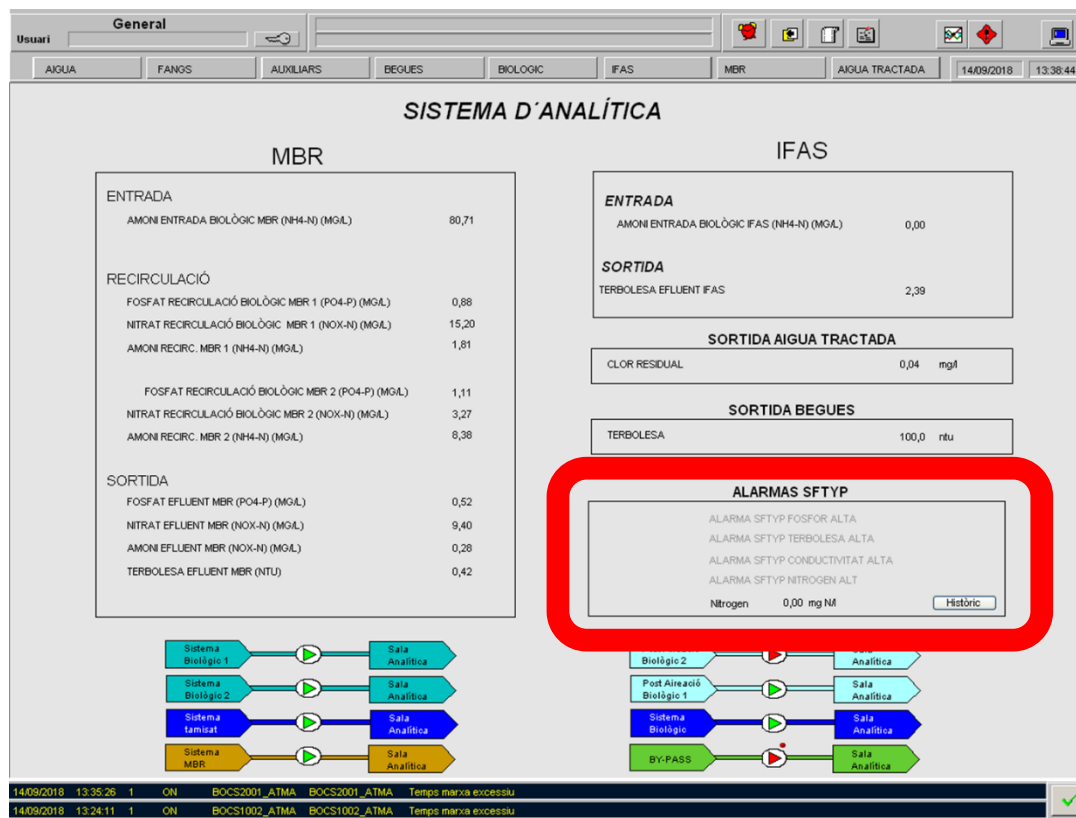 General
Usuari
AIGUA
FANGS
AUXILIARS
BEGUES
BIOLOGIC
IFAS
MBR
AIGUA TRACTADA
14/09/2018
13:38:44
SISTEMA D´ANALÍTICA
MBR
ENTRADA
AMONI ENTRADA BIOLÒGIC MBR (NH4-N) (MG/L) 80,71
RECIRCULACIÓ
FOSFAT RECIRCULACIÓ BIOLÒGIC MBR 1 (PO4-P) (MG/L) 0,88
NITRAT RECIRCULACIÓ BIOLÒGIC MBR 1 (NOX-N) (MG/L) 15,20
AMONI RECIRC. MBR 1 (NH4-N) (MG/L) 1,81
FOSFAT RECIRCULACIÓ BIOLÒGIC MBR 2 (PO4-P) (MG/L) 1,11
NITRAT RECIRCULACIÓ BIOLÒGIC MBR 2 (NOX-N) (MG/L) 3,27
AMONI RECIRC. MBR 2 (NH4-N) (MG/L) 8,38
SORTIDA
FOSFAT EFLUENT MBR (PO4-P) (MG/L) 0,52
NITRAT EFLUENT MBR (NOX-N) (MG/L) 9,40
AMONI EFLUENT MBR (NOX-N) (MG/L) 0,28
TERBOLESA EFLUENT MBR (NTU) 0,42
IFAS
ENTRADA
AMONI ENTRADA BIOLÒGIC IFAS (NH4-N) (MG/L) 0,00
SORTIDA
TERBOLESA EFLUENT IFAS 2,39
SORTIDA AIGUA TRACTADA
CLOR RESIDUAL 0,04 mg/l
SORTIDA BEGUES
TERBOLESA 100,0 ntu
ALARMAS SFTYP
ALARMA SFTYP FOSFOR ALTA
ALARMA SFTYP TERBOLESA ALTA
ALARMA SFTYP CONDUCTIVITAT ALTA
ALARMA SFTYP NITROGEN ALT
Nitrogen 0,00 mg N/l Històric
Sistema
Biològic 1
Sala
Analítica
Sistema
Biològic 2
Sala
Analítica
Sistema
tamisat
Sala
Analítica
Sistema
MBR
Sala
Analítica
Biològic 2
Analítica
Post Aireació
Biològic 1
Sala
Analítica
Sistema
Biològic
Sala
Analítica
BY-PASS
Sala
Analítica
14/09/2018 13:35:26 1 ON BOCS2001_ATMA BOCS2001_ATMA Temps marxa excessiu
14/09/2018 13:24:11 1 ON BOCS1002_ATMA BOCS1002_ATMA Temps marxa excessiu